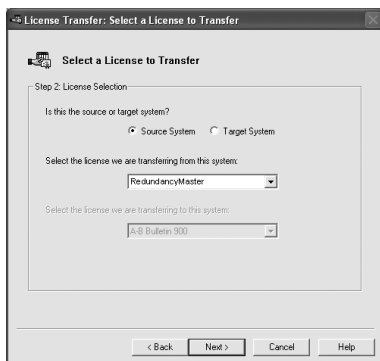 License Transfer: Select a License to Transfer
Select a License to Transfer
Step 2: License Selection
Is this the source or target system?
Source System Target System
Select the license we are transferring from this system:
RedundancyMaster
Select the license we are transferring to this system:
A-B Bulletin 900
< Back Next > Cancel Help